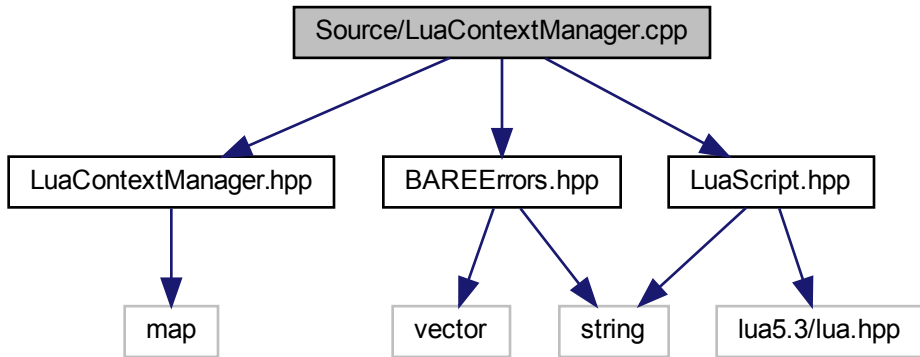 Source/LuaContextManager.cpp
LuaContextManager.hpp
BAREErrors.hpp
LuaScript.hpp
map
vector
string
lua5.3/lua.hpp